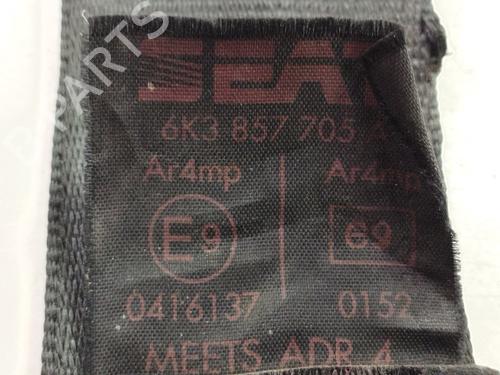 SEAT
6K3 857 705 A
Ar4mp Ar4mp
E9 e9
0416137 0152
MEETS ADR 4
PARTS